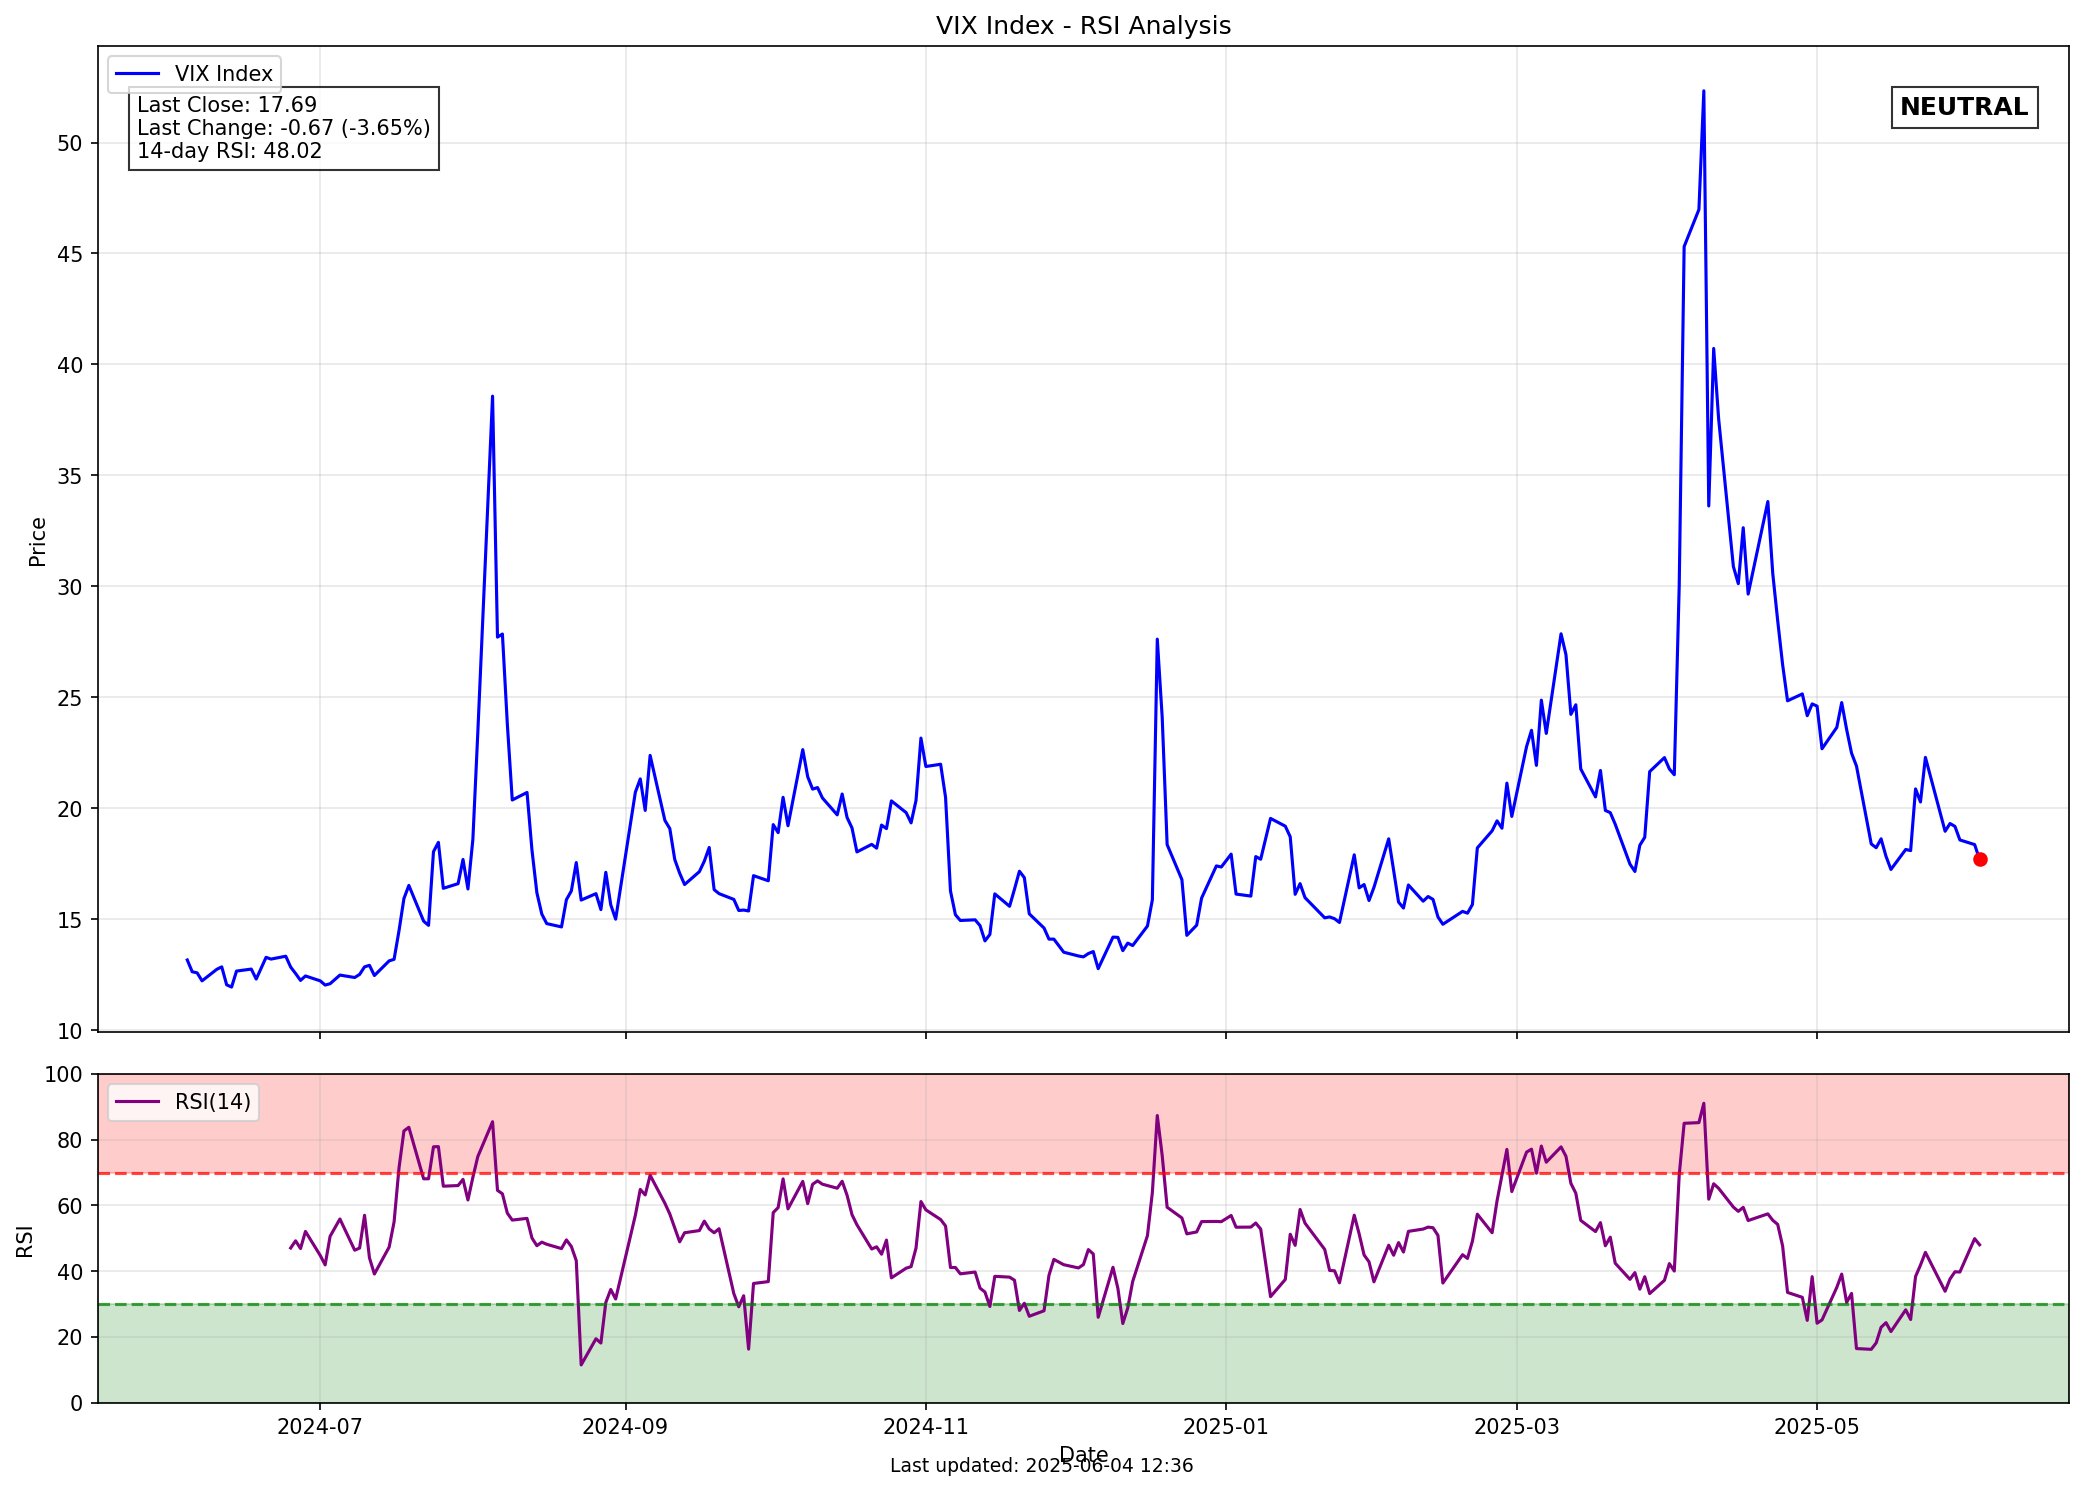 VIX Index - RSI Analysis
VIX Index
Last Close: 17.69
Last Change: -0.67 (-3.65%)
14-day RSI: 48.02
NEUTRAL
Price
50
45
40
35
30
25
20
15
10
RSI(14)
RSI
100
80
60
40
20
0
2024-07 2024-09 2024-11 2025-01 2025-03 2025-05
Date
Last updated: 2025-06-04 12:36